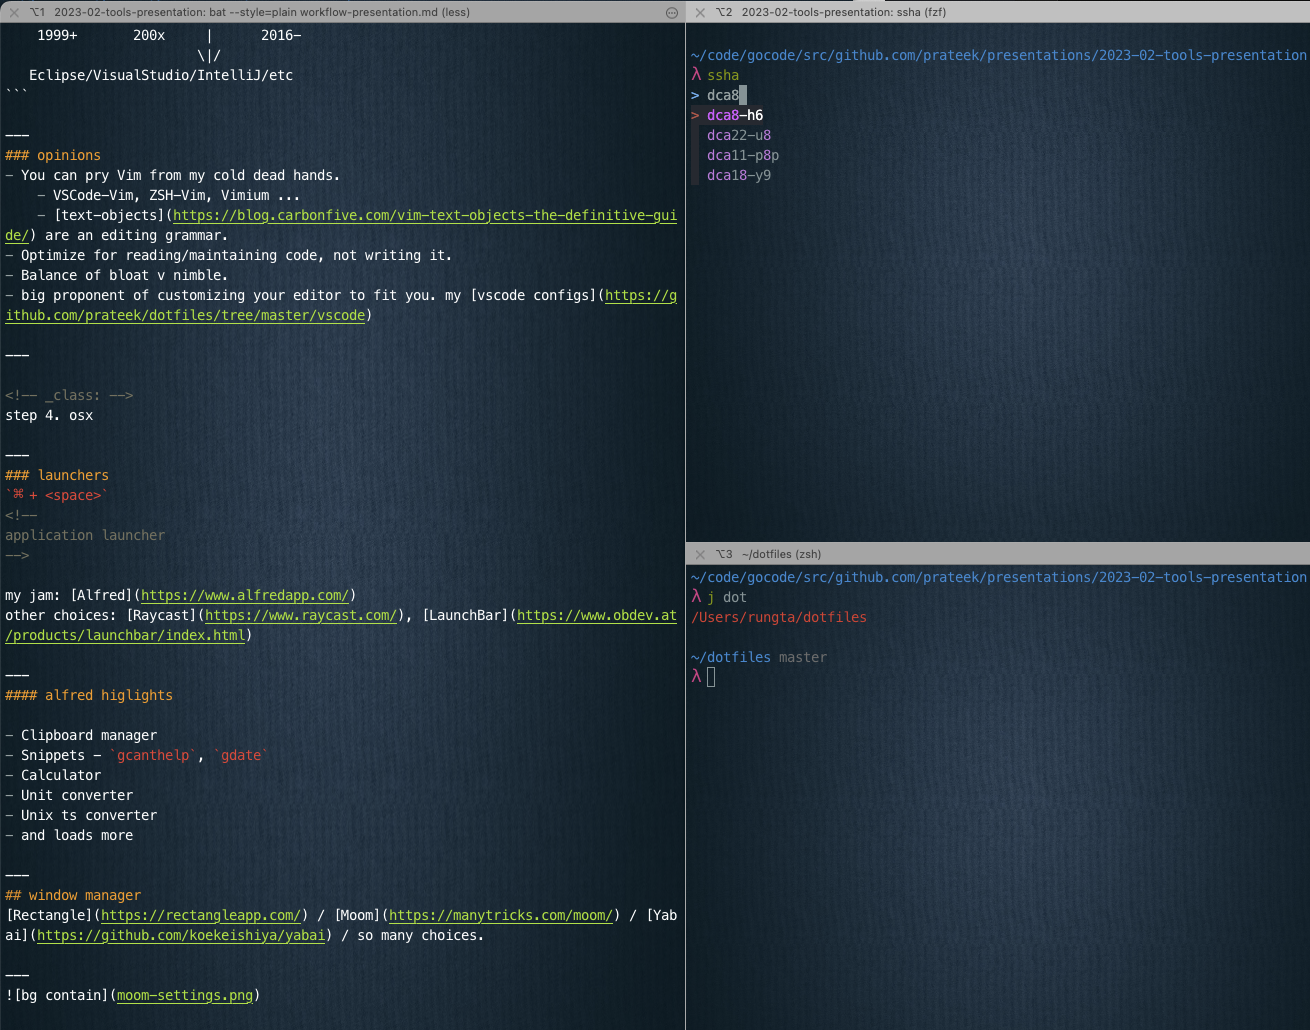 ⌥1 2023-02-tools-presentation: bat --style=plain workflow-presentation.md (less)
1999+ 200x | 2016-
\|/
Eclipse/VisualStudio/IntelliJ/etc
```
---
### opinions
- You can pry Vim from my cold dead hands.
- VSCode-Vim, ZSH-Vim, Vimium ...
- [text-objects](https://blog.carbonfive.com/vim-text-objects-the-definitive-gui
de/) are an editing grammar.
- Optimize for reading/maintaining code, not writing it.
- Balance of bloat v nimble.
- big proponent of customizing your editor to fit you. my [vscode configs](https://g
ithub.com/prateek/dotfiles/tree/master/vscode)
---
<!-- _class: -->
step 4. osx
---
### launchers
`⌘ + <space>`
<!--
application launcher
-->
my jam: [Alfred](https://www.alfredapp.com/)
other choices: [Raycast](https://www.raycast.com/), [LaunchBar](https://www.obdev.at
/products/launchbar/index.html)
---
#### alfred higlights
- Clipboard manager
- Snippets - `gcanthelp`, `gdate`
- Calculator
- Unit converter
- Unix ts converter
- and loads more
---
## window manager
[Rectangle](https://rectangleapp.com/) / [Moom](https://manytricks.com/moom/) / [Yab
ai](https://github.com/koekeishiya/yabai) / so many choices.
---
![bg contain](moom-settings.png)
⌥2 2023-02-tools-presentation: ssha (fzf)
~/code/gocode/src/github.com/prateek/presentations/2023-02-tools-presentation
λ ssha
> dca8
> dca8-h6
dca22-u8
dca11-p8p
dca18-y9
⌥3 ~/dotfiles (zsh)
~/code/gocode/src/github.com/prateek/presentations/2023-02-tools-presentation
λ j dot
/Users/rungta/dotfiles
~/dotfiles master
λ